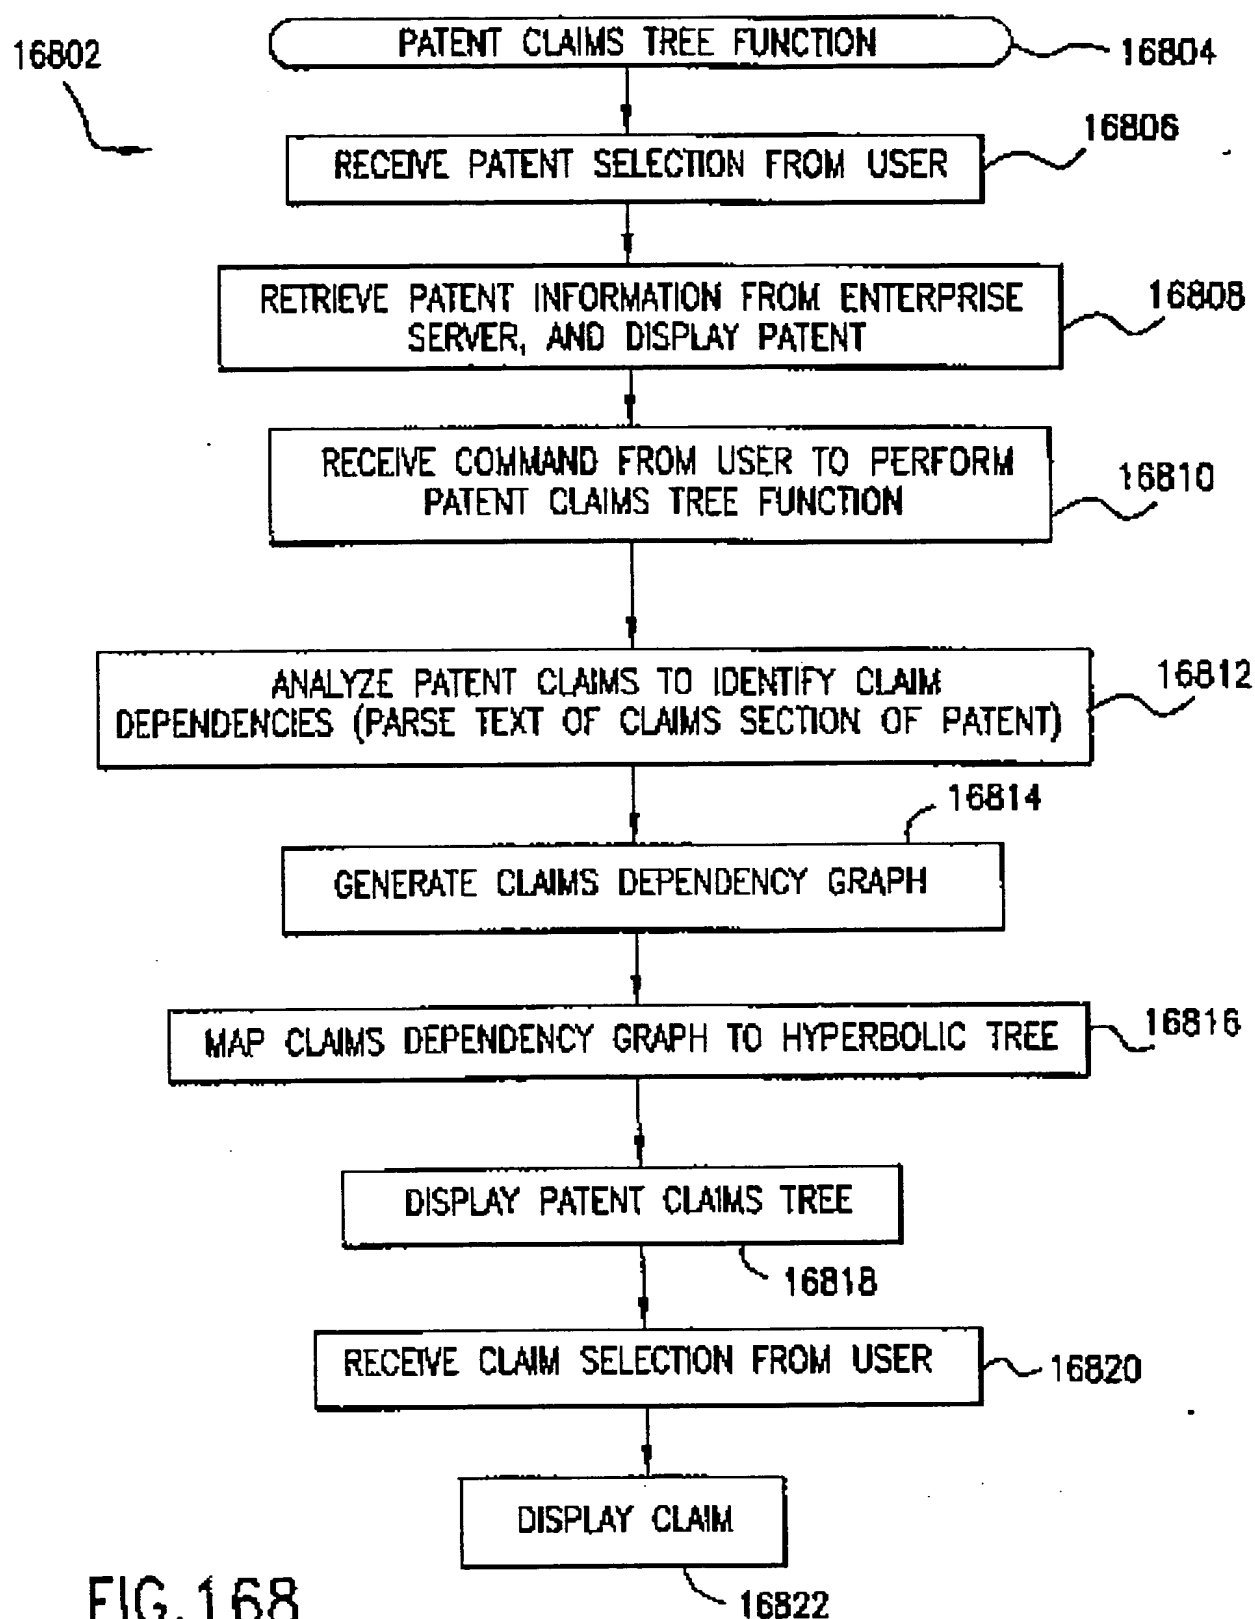 16802
PATENT CLAIMS TREE FUNCTION
16804
RECEIVE PATENT SELECTION FROM USER
16806
RETRIEVE PATENT INFORMATION FROM ENTERPRISE
SERVER, AND DISPLAY PATENT
16808
RECEIVE COMMAND FROM USER TO PERFORM
PATENT CLAIMS TREE FUNCTION
16810
ANALYZE PATENT CLAIMS TO IDENTIFY CLAIM
DEPENDENCIES (PARSE TEXT OF CLAIMS SECTION OF PATENT)
16812
16814
GENERATE CLAIMS DEPENDENCY GRAPH
MAP CLAIMS DEPENDENCY GRAPH TO HYPERBOLIC TREE
16816
DISPLAY PATENT CLAIMS TREE
16818
RECEIVE CLAIM SELECTION FROM USER
16820
DISPLAY CLAIM
16822
FIG.168